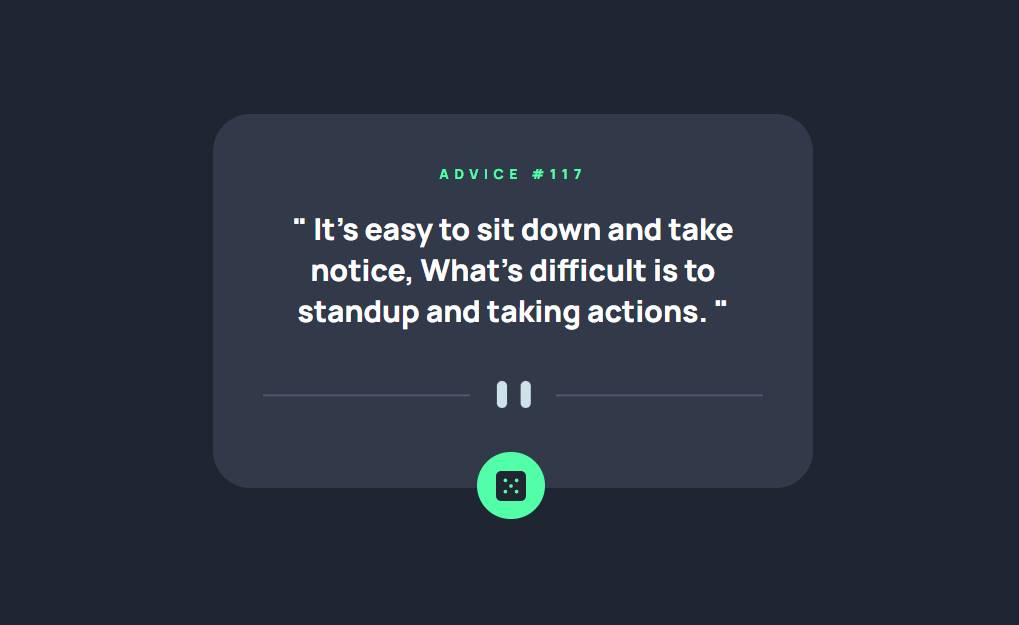 ADVICE #117
" It’s easy to sit down and take
notice, What’s difficult is to
standup and taking actions. "